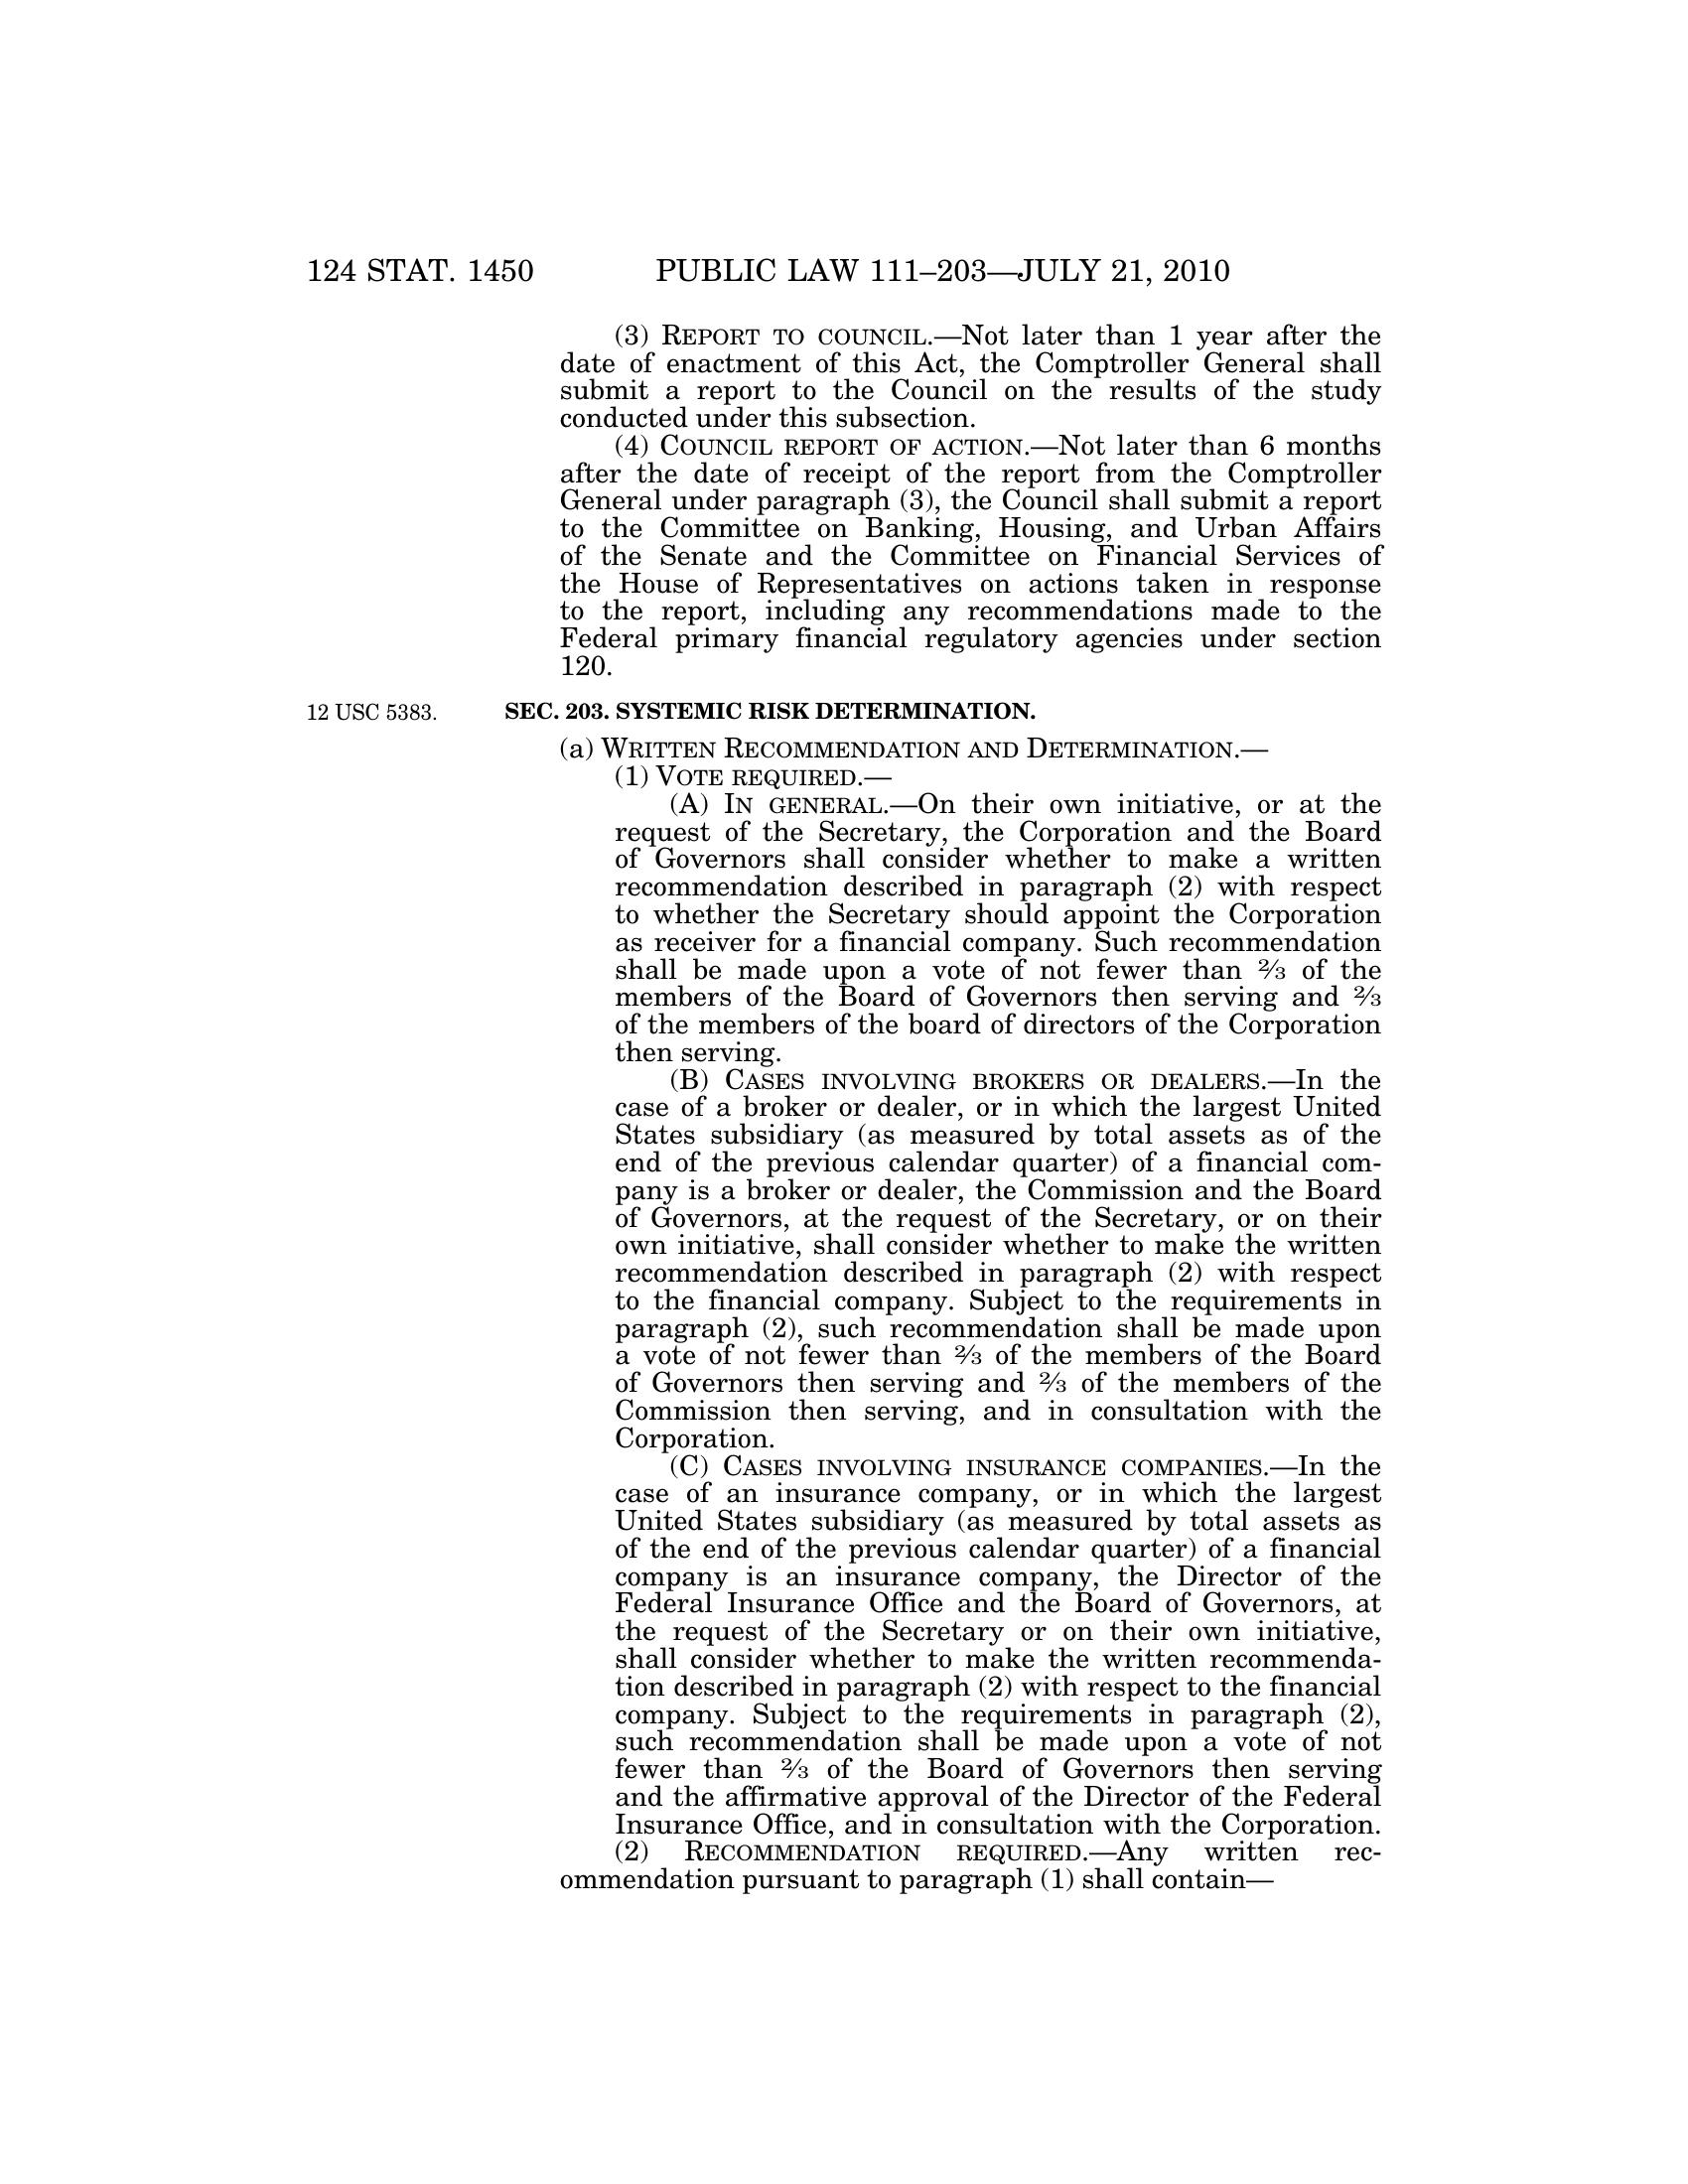 124 STAT. 1450 PUBLIC LAW 111–203—JULY 21, 2010
(3) REPORT TO COUNCIL.—Not later than 1 year after the
date of enactment of this Act, the Comptroller General shall
submit a report to the Council on the results of the study
conducted under this subsection.
(4) COUNCIL REPORT OF ACTION.—Not later than 6 months
after the date of receipt of the report from the Comptroller
General under paragraph (3), the Council shall submit a report
to the Committee on Banking, Housing, and Urban Affairs
of the Senate and the Committee on Financial Services of
the House of Representatives on actions taken in response
to the report, including any recommendations made to the
Federal primary financial regulatory agencies under section
120.
12 USC 5383. SEC. 203. SYSTEMIC RISK DETERMINATION.
(a) WRITTEN RECOMMENDATION AND DETERMINATION.—
(1) VOTE REQUIRED.—
(A) IN GENERAL.—On their own initiative, or at the
request of the Secretary, the Corporation and the Board
of Governors shall consider whether to make a written
recommendation described in paragraph (2) with respect
to whether the Secretary should appoint the Corporation
as receiver for a financial company. Such recommendation
shall be made upon a vote of not fewer than ⅔ of the
members of the Board of Governors then serving and ⅔
of the members of the board of directors of the Corporation
then serving.
(B) CASES INVOLVING BROKERS OR DEALERS.—In the
case of a broker or dealer, or in which the largest United
States subsidiary (as measured by total assets as of the
end of the previous calendar quarter) of a financial com-
pany is a broker or dealer, the Commission and the Board
of Governors, at the request of the Secretary, or on their
own initiative, shall consider whether to make the written
recommendation described in paragraph (2) with respect
to the financial company. Subject to the requirements in
paragraph (2), such recommendation shall be made upon
a vote of not fewer than ⅔ of the members of the Board
of Governors then serving and ⅔ of the members of the
Commission then serving, and in consultation with the
Corporation.
(C) CASES INVOLVING INSURANCE COMPANIES.—In the
case of an insurance company, or in which the largest
United States subsidiary (as measured by total assets as
of the end of the previous calendar quarter) of a financial
company is an insurance company, the Director of the
Federal Insurance Office and the Board of Governors, at
the request of the Secretary or on their own initiative,
shall consider whether to make the written recommenda-
tion described in paragraph (2) with respect to the financial
company. Subject to the requirements in paragraph (2),
such recommendation shall be made upon a vote of not
fewer than ⅔ of the Board of Governors then serving
and the affirmative approval of the Director of the Federal
Insurance Office, and in consultation with the Corporation.
(2) RECOMMENDATION REQUIRED.—Any written rec-
ommendation pursuant to paragraph (1) shall contain—